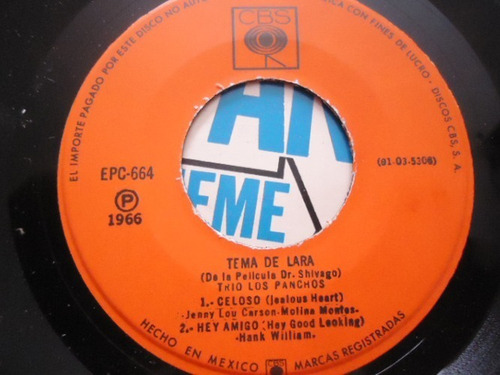 CBS
EL IMPORTE PAGADO POR ESTE DISCO NO AUTO
ICA CON FINES DE LUCRO - DISCOS CBS, S. A.
EPC-664
(01-03-5308)
P
1966
EME
TEMA DE LARA
(De la Película Dr. Shivago)
TRIO LOS PANCHOS
1.- CELOSO (Jealous Heart)
-Jenny Lou Carson-Molina Montes-
2.- HEY AMIGO (Hey Good Looking)
-Hank William.
HECHO EN MEXICO CBS MARCAS REGISTRADAS